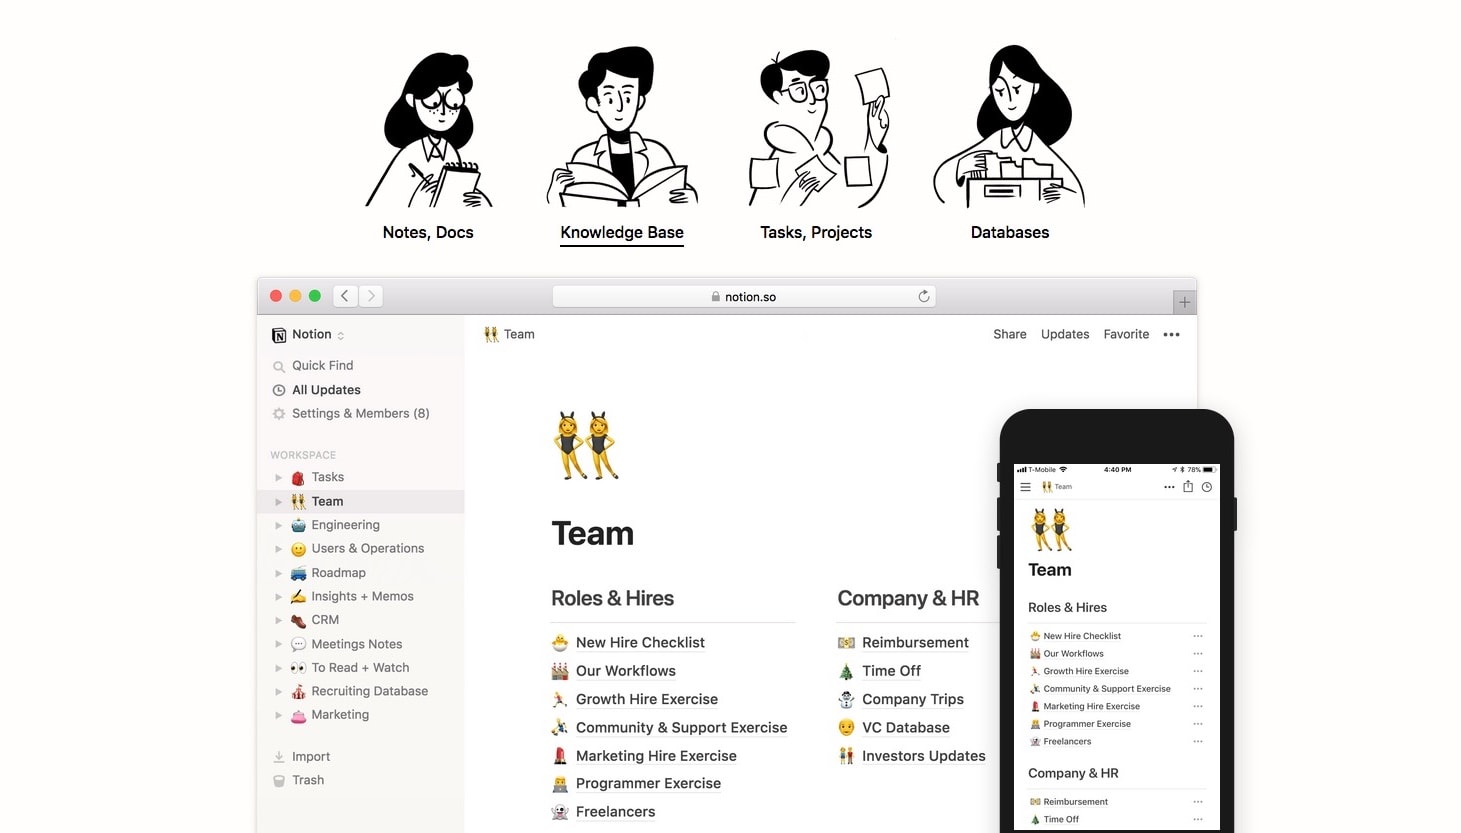 Notes, Docs
Knowledge Base
Tasks, Projects
Databases
notion.so
Notion
Quick Find
All Updates
Settings & Members (8)
WORKSPACE
Tasks
Team
Engineering
Users & Operations
Roadmap
Insights + Memos
CRM
Meetings Notes
To Read + Watch
Recruiting Database
Marketing
Import
Trash
Team
Share Updates Favorite
Team
Roles & Hires
New Hire Checklist
Our Workflows
Growth Hire Exercise
Community & Support Exercise
Marketing Hire Exercise
Programmer Exercise
Freelancers
Company & HR
Reimbursement
Time Off
Company Trips
VC Database
Investors Updates
T-Mobile 4:40 PM 78%
Team
Team
Roles & Hires
New Hire Checklist
Our Workflows
Growth Hire Exercise
Community & Support Exercise
Marketing Hire Exercise
Programmer Exercise
Freelancers
Company & HR
Reimbursement
Time Off